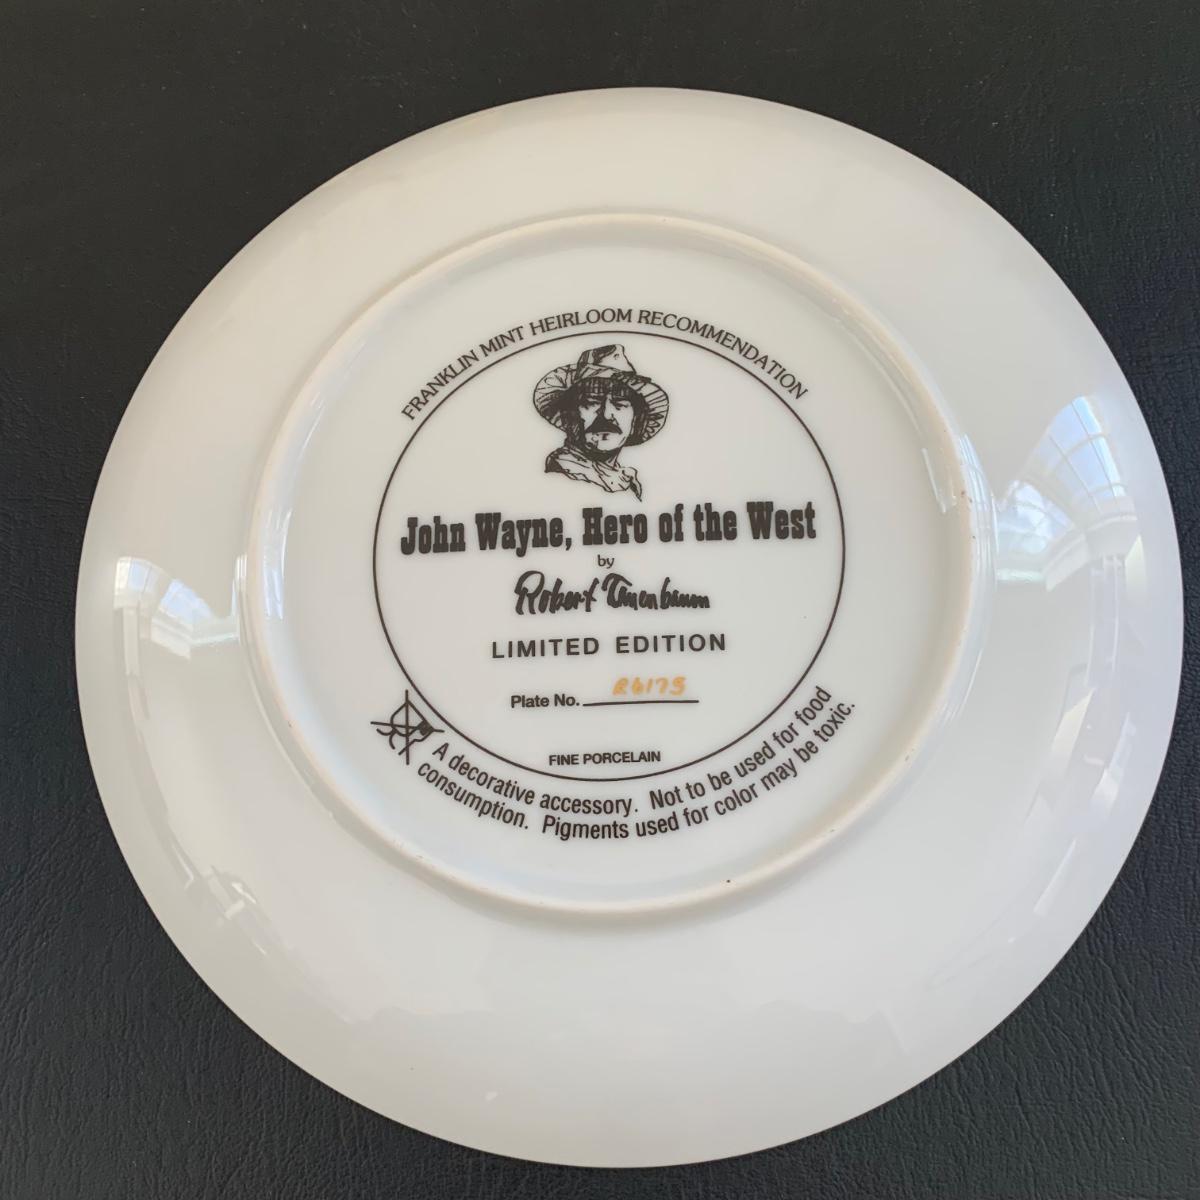 FRANKLIN MINT HEIRLOOM RECOMMENDATION
John Wayne, Hero of the West
by
Robert Tanenbaum
LIMITED EDITION
Plate No. R6175
FINE PORCELAIN
A decorative accessory. Not to be used for food
consumption. Pigments used for color may be toxic.